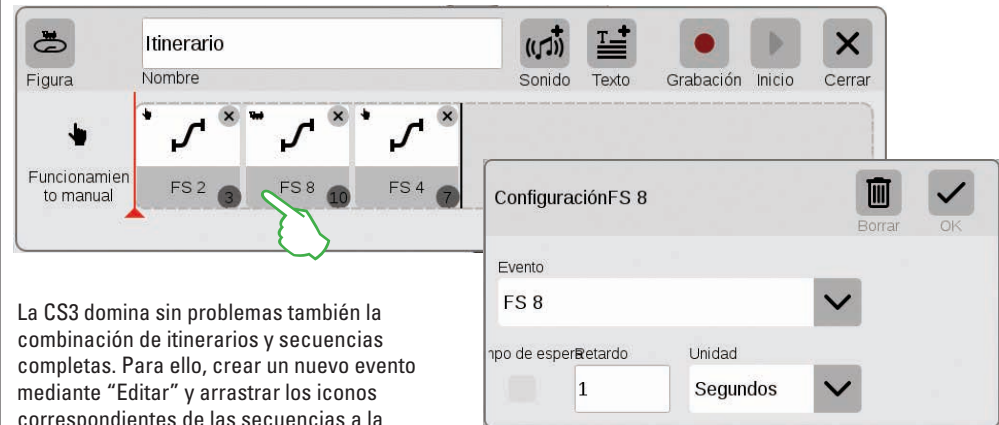 Itinerario
Figura
Nombre
Sonido
Texto
Grabación
Inicio
Cerrar
Funcionamien
to manual
FS 2
3
FS 8
10
FS 4
7
ConfiguraciónFS 8
Borrar
OK
Evento
FS 8
po de espera
Retardo
Unidad
1
Segundos
La CS3 domina sin problemas también la
combinación de itinerarios y secuencias
completas. Para ello, crear un nuevo evento
mediante “Editar” y arrastrar los iconos
correspondientes de las secuencias a la